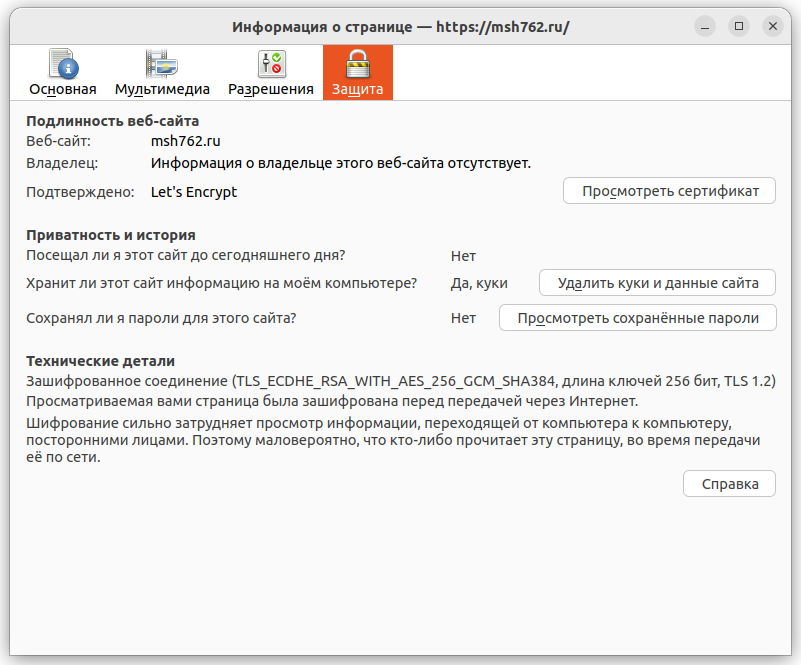 Информация о странице — https://msh762.ru/
Основная Мультимедиа Разрешения Защита
Подлинность веб-сайта
Веб-сайт: msh762.ru
Владелец: Информация о владельце этого веб-сайта отсутствует.
Подтверждено: Let's Encrypt Просмотреть сертификат
Приватность и история
Посещал ли я этот сайт до сегодняшнего дня? Нет
Хранит ли этот сайт информацию на моём компьютере? Да, куки Удалить куки и данные сайта
Сохранял ли я пароли для этого сайта? Нет Просмотреть сохранённые пароли
Технические детали
Зашифрованное соединение (TLS_ECDHE_RSA_WITH_AES_256_GCM_SHA384, длина ключей 256 бит, TLS 1.2)
Просматриваемая вами страница была зашифрована перед передачей через Интернет.
Шифрование сильно затрудняет просмотр информации, переходящей от компьютера к компьютеру,
посторонними лицами. Поэтому маловероятно, что кто-либо прочитает эту страницу, во время передачи
её по сети.
Справка